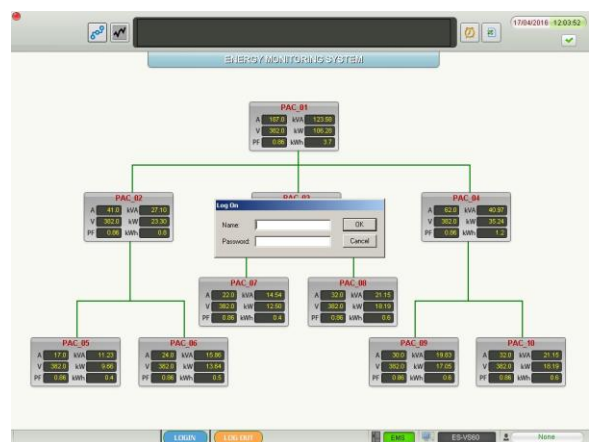 17/04/2016 12:03:52
ENERGY MONITORING SYSTEM
PAC_01
A 187.0 kVA 123.58
V 382.0 kW 106.28
PF 0.86 kWh 3.7
PAC_02
A 41.0 kVA 27.10
V 382.0 kW 23.30
PF 0.86 kWh 0.8
PAC_04
A 62.0 kVA 40.97
V 382.0 kW 35.24
PF 0.86 kWh 1.2
Log On
Name:
OK
Password:
Cancel
PAC_07
A 22.0 kVA 14.54
V 382.0 kW 12.50
PF 0.86 kWh 0.4
PAC_08
A 32.0 kVA 21.15
V 382.0 kW 18.19
PF 0.86 kWh 0.6
PAC_05
A 17.0 kVA 11.23
V 382.0 kW 9.66
PF 0.86 kWh 0.4
PAC_06
A 24.0 kVA 15.86
V 382.0 kW 13.64
PF 0.86 kWh 0.5
PAC_09
A 30.0 kVA 19.83
V 382.0 kW 17.05
PF 0.86 kWh 0.6
PAC_10
A 32.0 kVA 21.15
V 382.0 kW 18.19
PF 0.86 kWh 0.6
LOGIN
LOG OUT
EMS
ES-VS60
None